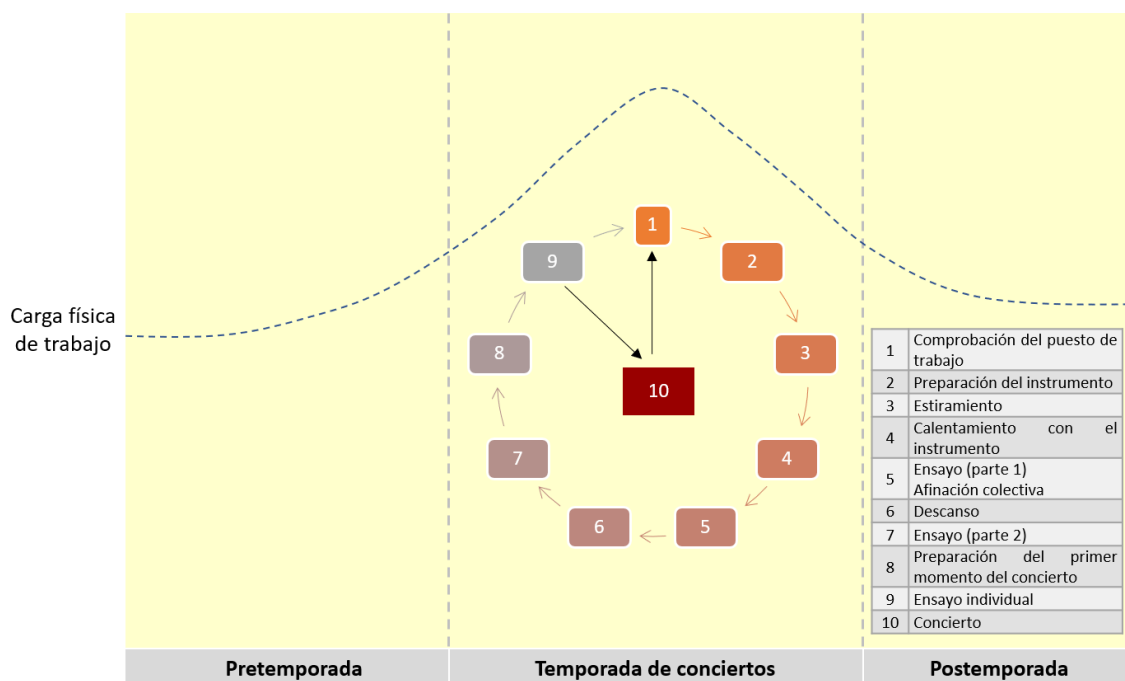 1
9
2
Carga física
de trabajo
8
3
10
7
4
6
5
1 Comprobación del puesto de
trabajo
2 Preparación del instrumento
3 Estiramiento
4 Calentamiento con el
instrumento
5 Ensayo (parte 1)
Afinación colectiva
6 Descanso
7 Ensayo (parte 2)
8 Preparación del primer
momento del concierto
9 Ensayo individual
10 Concierto
Pretemporada
Temporada de conciertos
Postemporada